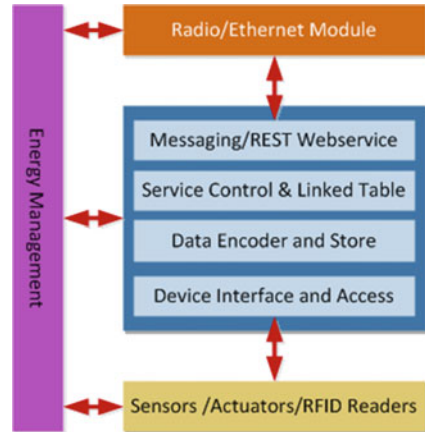 Radio/Ethernet Module
Energy Management
Messaging/REST Webservice
Service Control & Linked Table
Data Encoder and Store
Device Interface and Access
Sensors /Actuators/RFID Readers